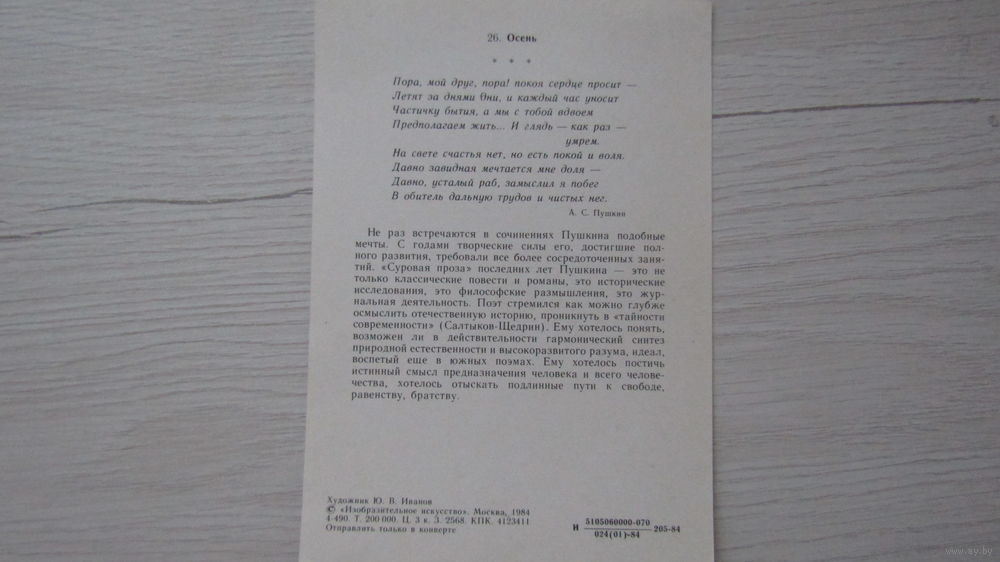 26. Осень
* * *
Пора, мой друг, пора! покоя сердце просит —
Летят за днями дни, и каждый час уносит
Частичку бытия, а мы с тобой вдвоем
Предполагаем жить... И глядь — как раз —
умрем.
На свете счастья нет, но есть покой и воля.
Давно завидная мечтается мне доля —
Давно, усталый раб, замыслил я побег
В обитель дальную трудов и чистых нег.
А. С. Пушкин
Не раз встречаются в сочинениях Пушкина подобные
мечты. С годами творческие силы его, достигшие пол-
ного развития, требовали все более сосредоточенных заня-
тий. «Суровая проза» последних лет Пушкина — это не
только классические повести и романы, это исторические
исследования, это философские размышления, это жур-
нальная деятельность. Поэт стремился как можно глубже
осмыслить отечественную историю, проникнуть в «тайности
современности» (Салтыков-Щедрин). Ему хотелось понять,
возможен ли в действительности гармонический синтез
природной естественности и высокоразвитого разума, идеал,
воспетый еще в южных поэмах. Ему хотелось постичь
истинный смысл предназначения человека и всего челове-
чества, хотелось отыскать подлинные пути к свободе,
равенству, братству.
Художник Ю. В. Иванов
© «Изобразительное искусство». Москва, 1984
4-490. Т. 200 000. Ц. 3 к. З. 2568. КПК. 4123411
Отправлять только в конверте
И 5105060000-070 205-84
024(01)-84
www.ay.by